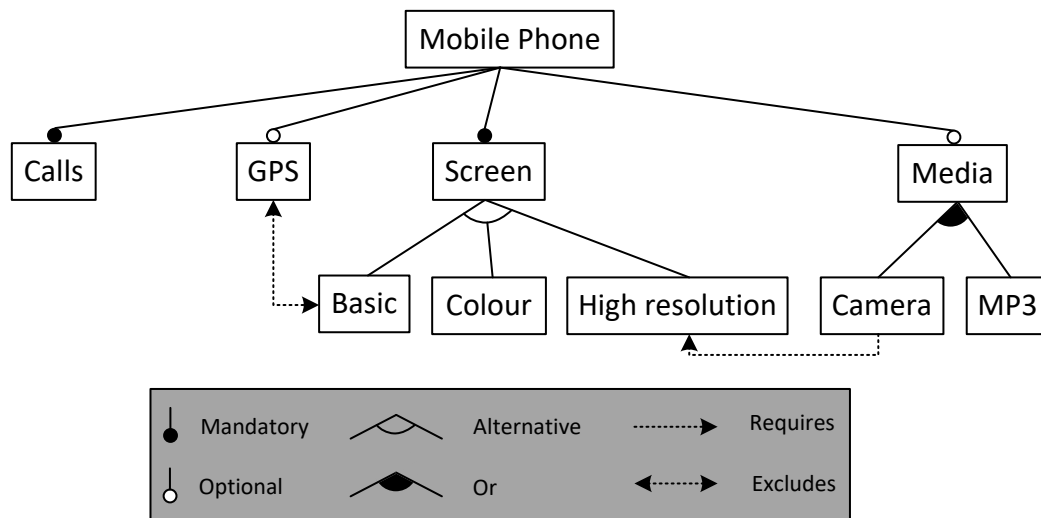 Mobile Phone
Calls
GPS
Screen
Media
Basic
Colour
High resolution
Camera
MP3
Mandatory
Alternative
Requires
Optional
Or
Excludes